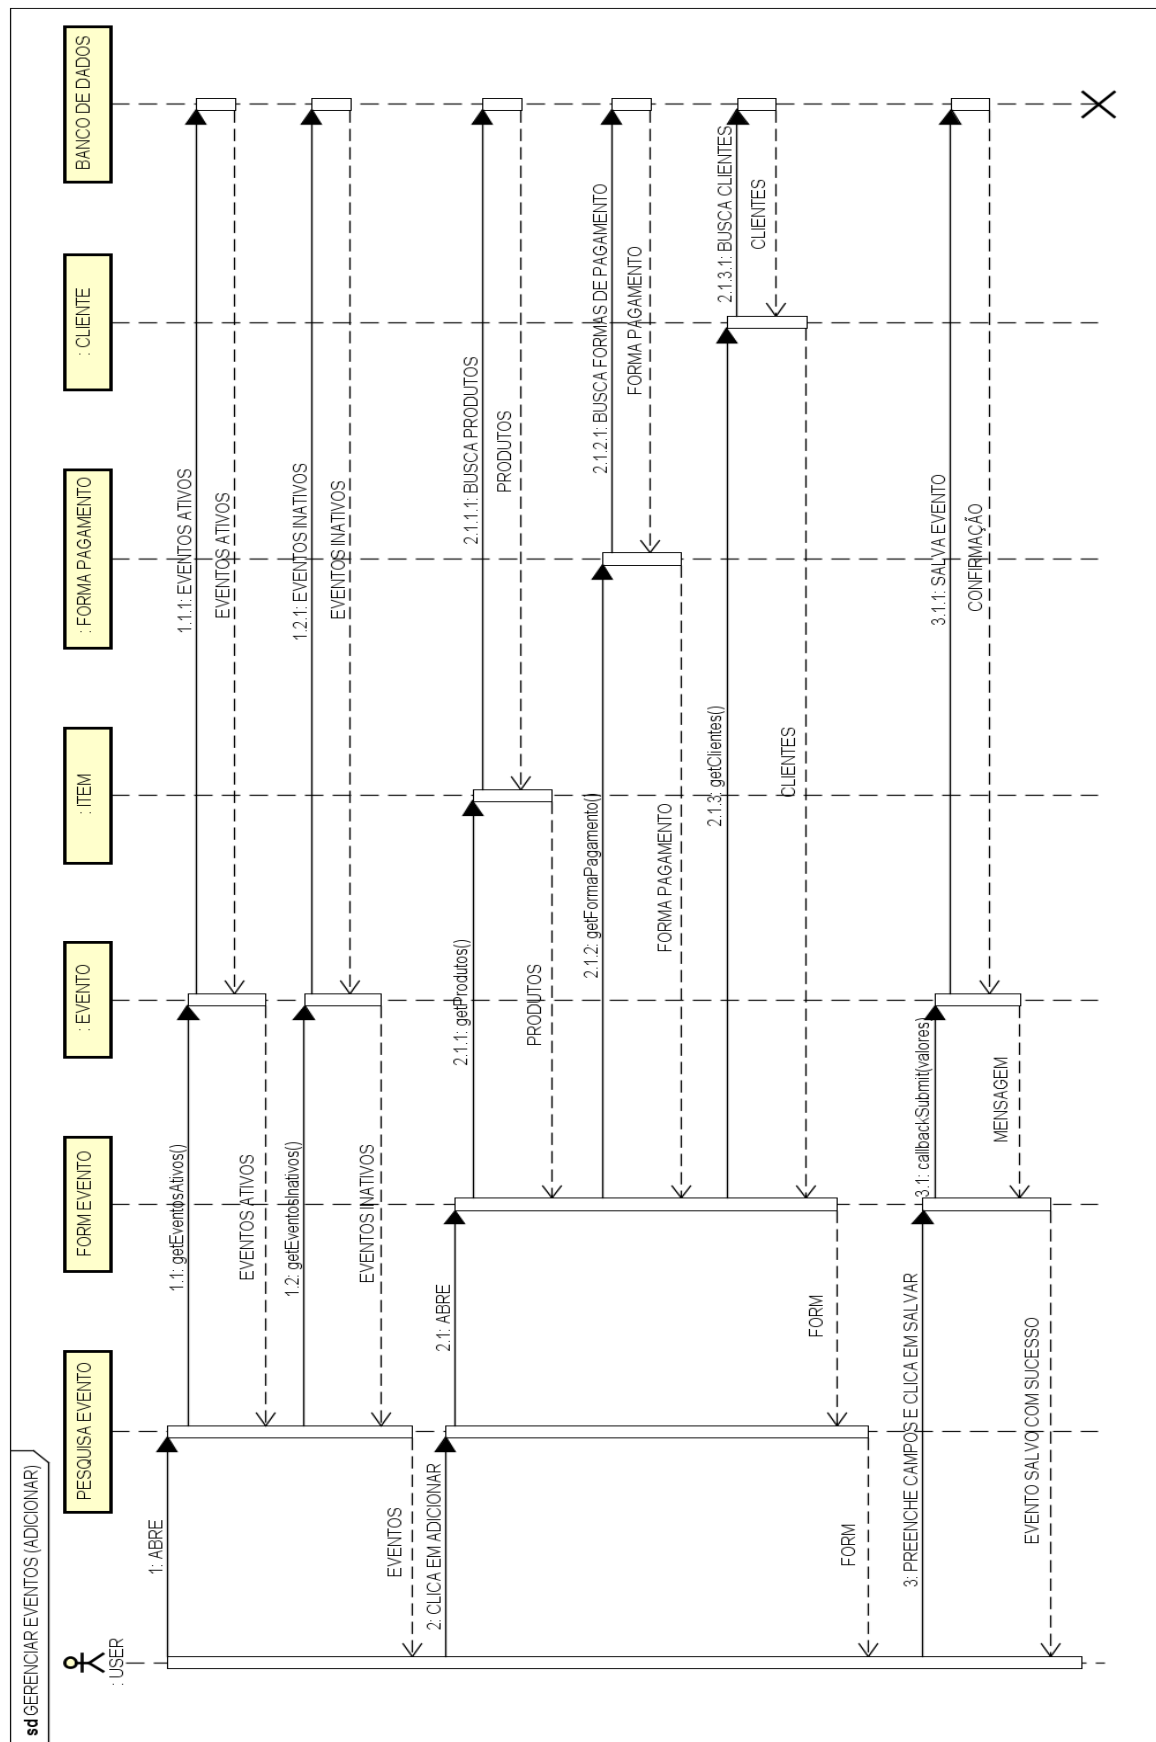 sd GERENCIAR EVENTOS (ADICIONAR)
: USER
PESQUISA EVENTO
FORM EVENTO
: EVENTO
: ITEM
: FORMA PAGAMENTO
: CLIENTE
BANCO DE DADOS
1: ABRE
1.1: getEventosAtivos()
1.1.1: EVENTOS ATIVOS
EVENTOS ATIVOS
EVENTOS ATIVOS
1.2: getEventosInativos()
1.2.1: EVENTOS INATIVOS
EVENTOS INATIVOS
EVENTOS INATIVOS
EVENTOS
2: CLICA EM ADICIONAR
2.1: ABRE
2.1.1: getProdutos()
2.1.1.1: BUSCA PRODUTOS
PRODUTOS
PRODUTOS
2.1.2: getFormaPagamento()
2.1.2.1: BUSCA FORMAS DE PAGAMENTO
FORMA PAGAMENTO
FORMA PAGAMENTO
2.1.3: getClientes()
2.1.3.1: BUSCA CLIENTES
CLIENTES
CLIENTES
FORM
FORM
3: PREENCHE CAMPOS E CLICA EM SALVAR
3.1: callbackSubmit(valores)
3.1.1: SALVA EVENTO
CONFIRMAÇÃO
MENSAGEM
EVENTO SALVO COM SUCESSO